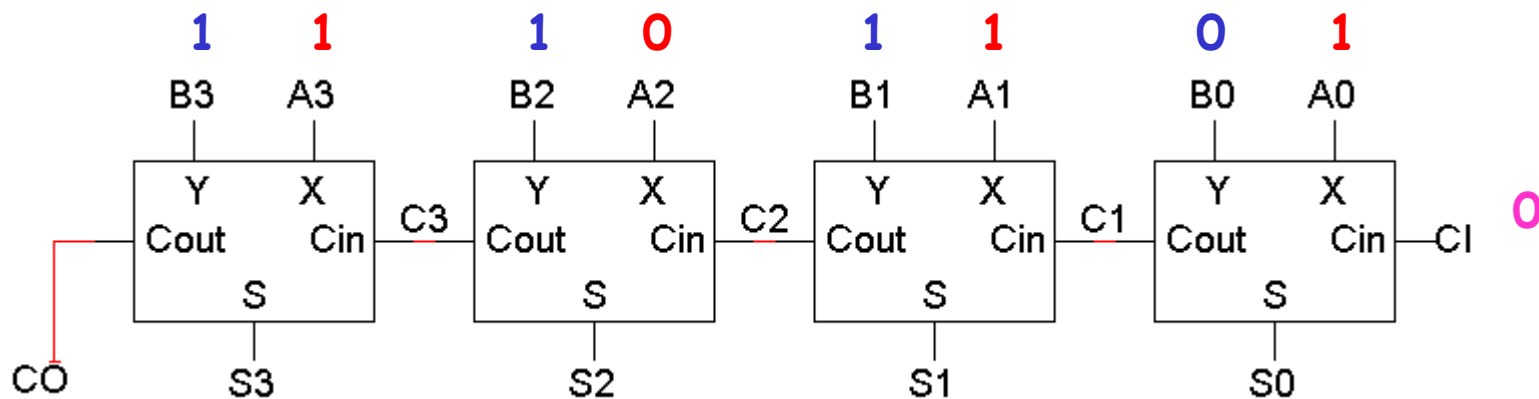 1 1 1 0 1 1 0 1
B3 A3 B2 A2 B1 A1 B0 A0
Y X Y X Y X Y X 0
C3 C2 C1
Cout Cin Cout Cin Cout Cin Cout Cin CI
S S S S
CO S3 S2 S1 S0